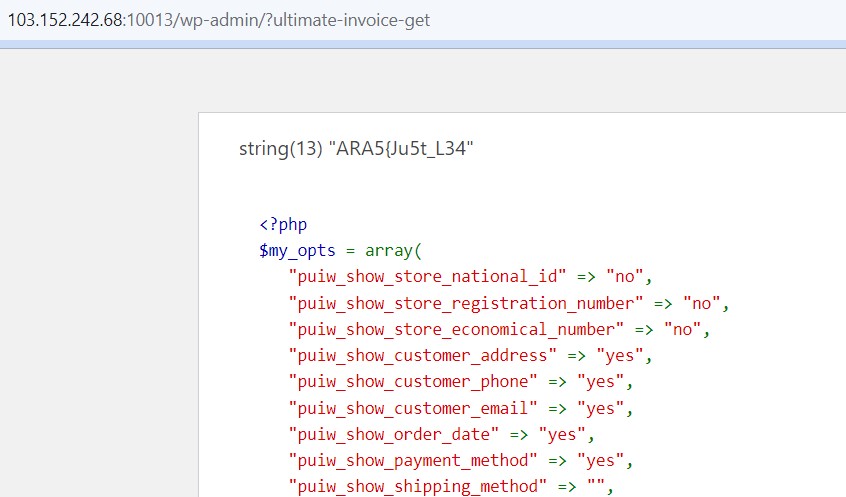 103.152.242.68:10013/wp-admin/?ultimate-invoice-get
string(13) "ARA5{Ju5t_L34"
<?php
$my_opts = array(
"puiw_show_store_national_id" => "no",
"puiw_show_store_registration_number" => "no",
"puiw_show_store_economical_number" => "no",
"puiw_show_customer_address" => "yes",
"puiw_show_customer_phone" => "yes",
"puiw_show_customer_email" => "yes",
"puiw_show_order_date" => "yes",
"puiw_show_payment_method" => "yes",
"puiw_show_shipping_method" => "",